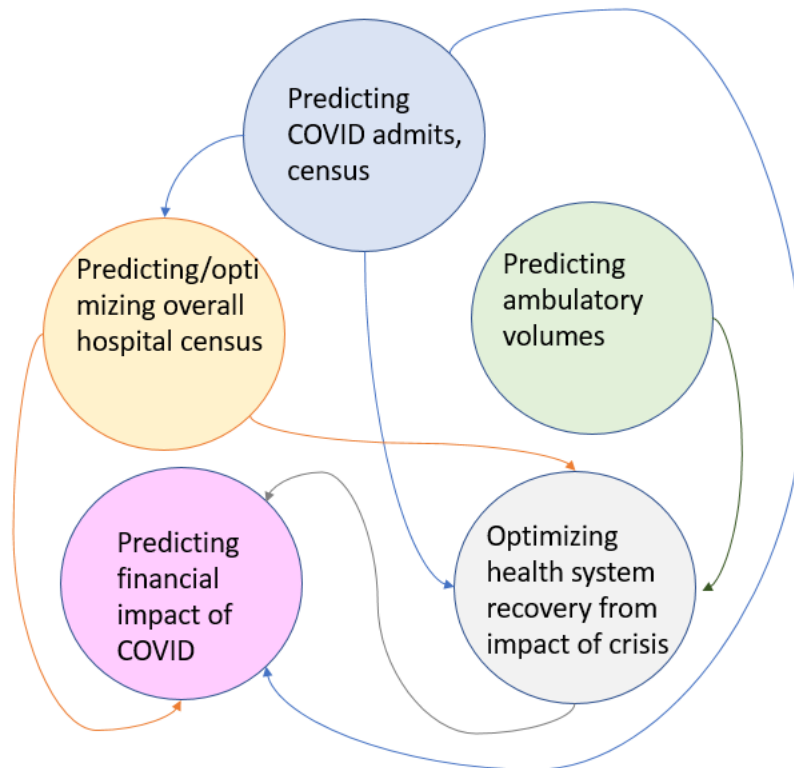 Predicting
COVID admits,
census
Predicting/opti
mizing overall
hospital census
Predicting
ambulatory
volumes
Predicting
financial
impact of
COVID
Optimizing
health system
recovery from
impact of crisis